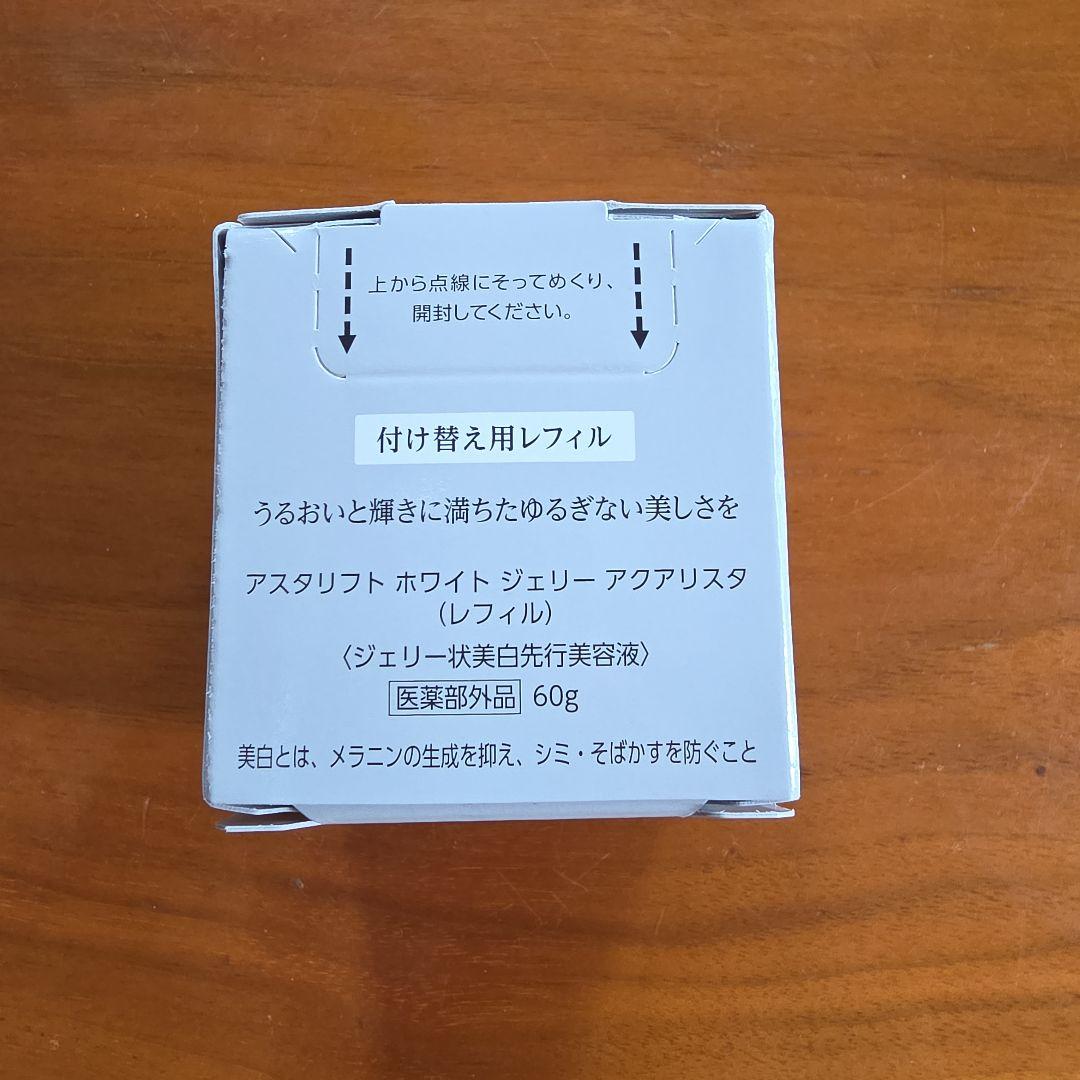 上から点線にそってめくり、
開封してください。
付け替え用レフィル
うるおいと輝きに満ちたゆるぎない美しさを
アスタリフト ホワイト ジェリー アクアリスタ
（レフィル）
〈ジェリー状美白先行美容液〉
医薬部外品 60g
美白とは、メラニンの生成を抑え、シミ・そばかすを防ぐこと